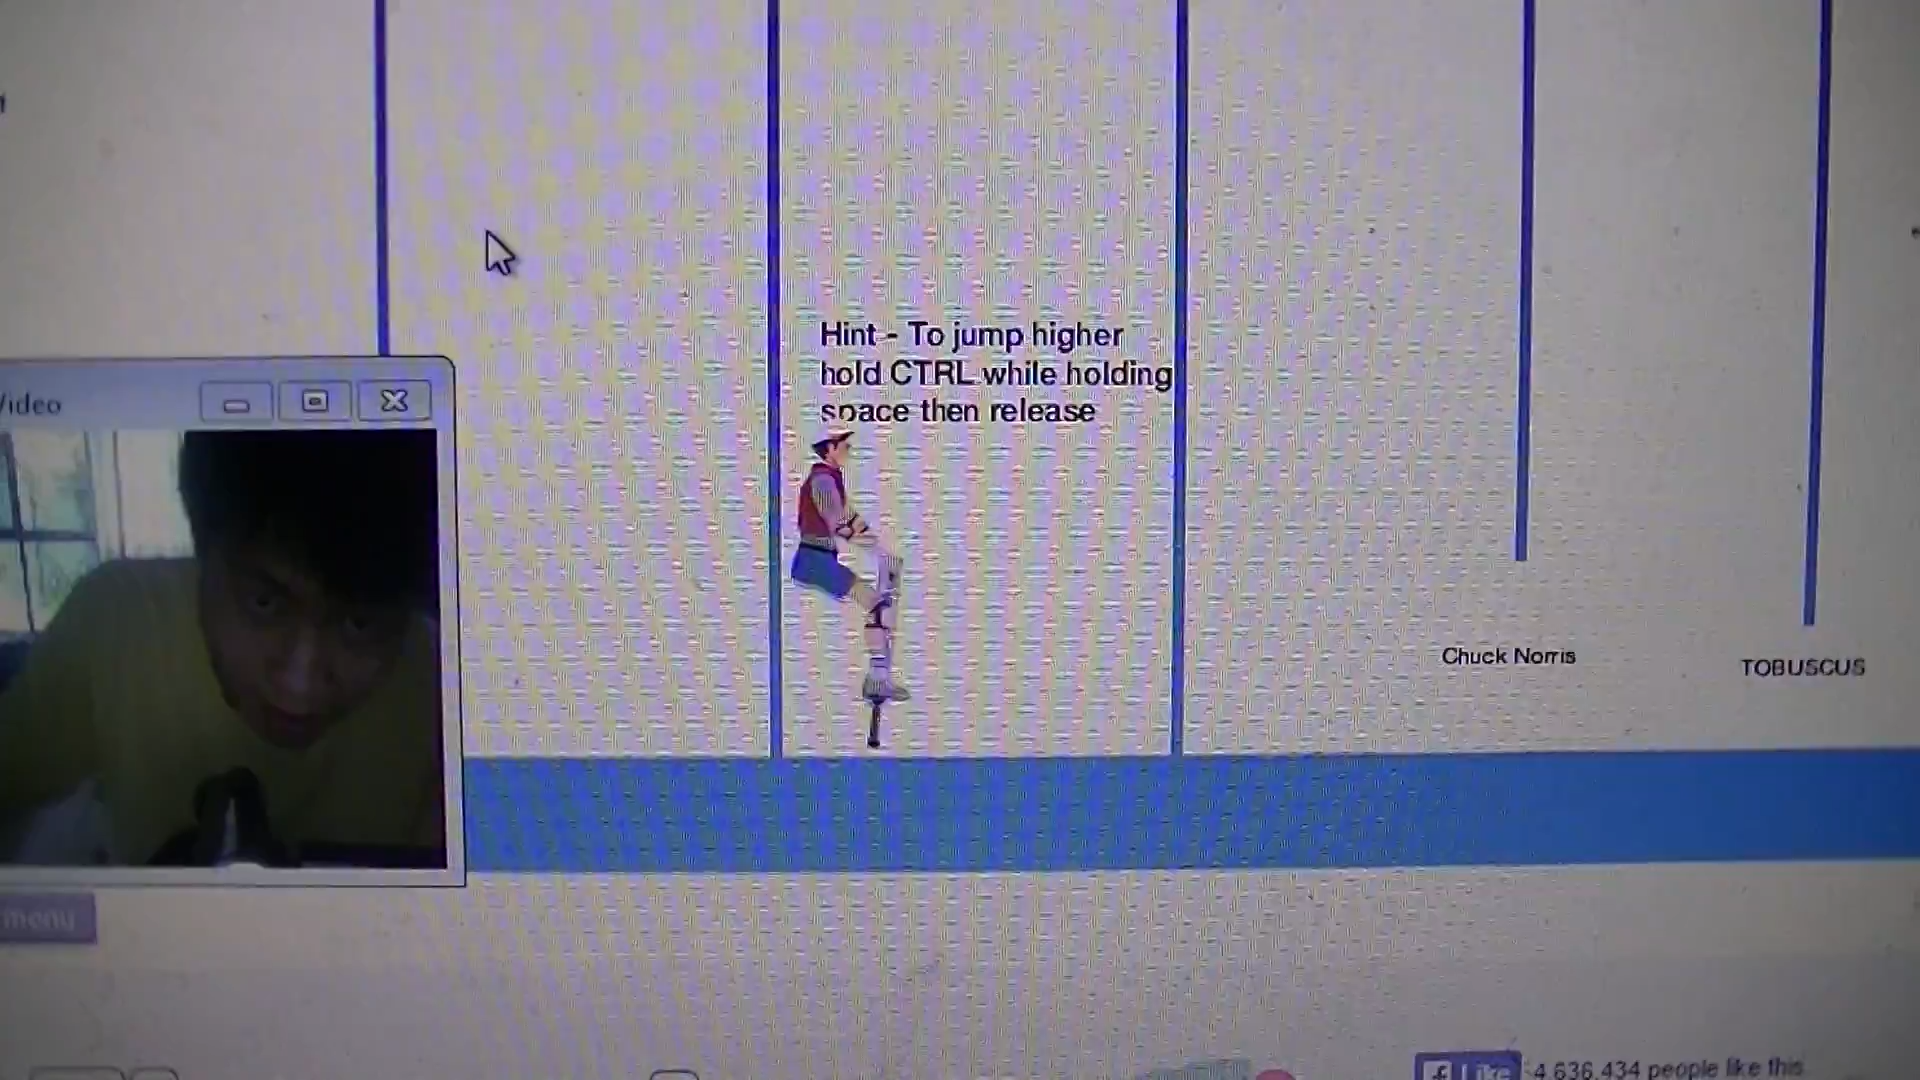 Video
Hint - To jump higher
hold CTRL while holding
space then release
Chuck Norris
TOBUSCUS
menu
Like
4,636,434 people like this